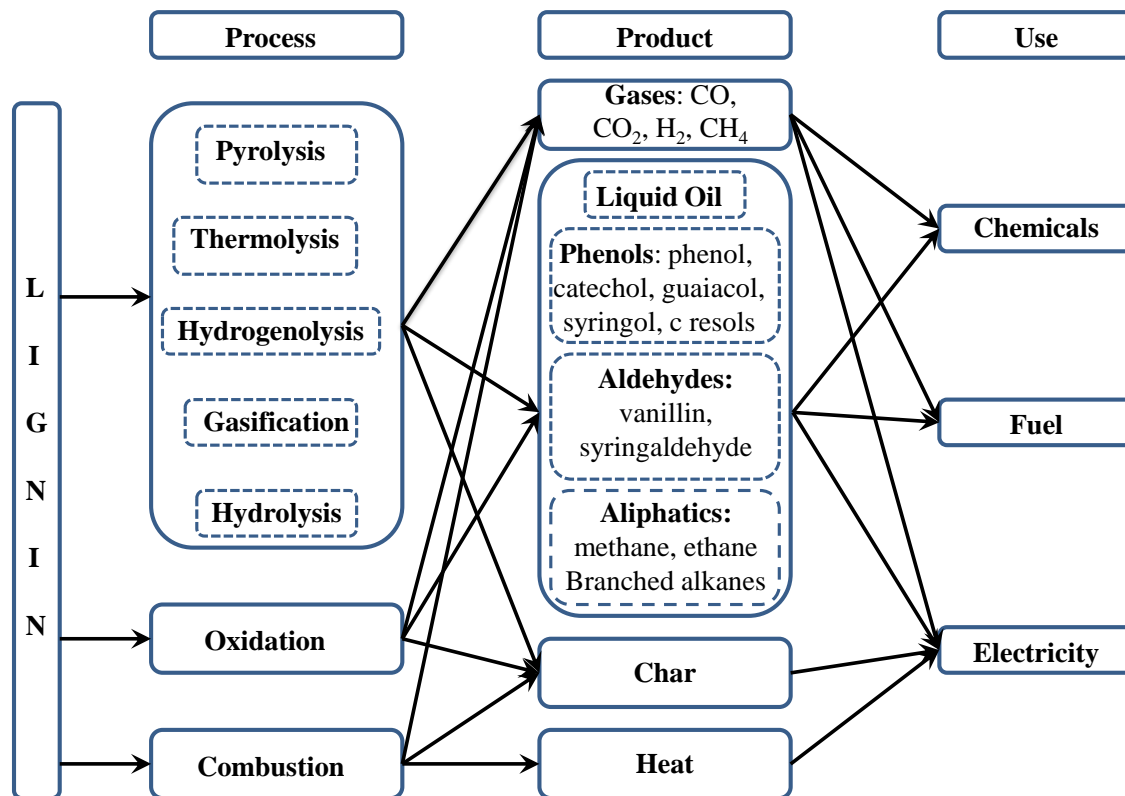 Process
Product
Use
L
I
G
N
I
N
Pyrolysis
Thermolysis
Hydrogenolysis
Gasification
Hydrolysis
Oxidation
Combustion
Gases: CO,
CO₂, H₂, CH₄
Liquid Oil
Phenols: phenol,
catechol, guaiacol,
syringol, c resols
Aldehydes:
vanillin,
syringaldehyde
Aliphatics:
methane, ethane
Branched alkanes
Char
Heat
Chemicals
Fuel
Electricity